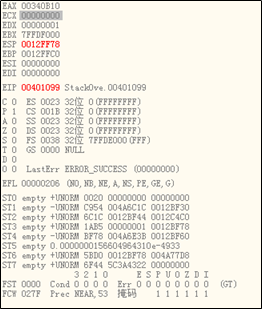 EAX 00340B10
ECX 00000000
EDX 00000001
EBX 7FFDF000
ESP 0012FF78
EBP 0012FFC0
ESI 00000000
EDI 00000000
EIP 00401099 StackOve.00401099
C 0 ES 0023 32位 0(FFFFFFFF)
P 1 CS 001B 32位 0(FFFFFFFF)
A 0 SS 0023 32位 0(FFFFFFFF)
Z 0 DS 0023 32位 0(FFFFFFFF)
S 0 FS 0038 32位 7FFDE000(FFF)
T 0 GS 0000 NULL
D 0
O 0 LastErr ERROR_SUCCESS (00000000)
EFL 00000206 (NO,NB,NE,A,NS,PE,GE,G)
ST0 empty +UNORM 0020 00000000 00000000
ST1 empty -UNORM C954 004A6C1C 0012BF30
ST2 empty -UNORM 6C1C 0012BF44 0012C4C0
ST3 empty +UNORM 1AB5 00000001 0012BF78
ST4 empty -UNORM BF78 004A6E3B 0012BF60
ST5 empty 0.0000000156604964310e-4933
ST6 empty +UNORM 5BD0 0012BF78 004A77D8
ST7 empty +UNORM 6F44 5C3A4322 00000000
3 2 1 0 E S P U O Z D I
FST 0000 Cond 0 0 0 0 Err 0 0 0 0 0 0 0 0 (GT)
FCW 027F Prec NEAR,53 掩码 1 1 1 1 1 1